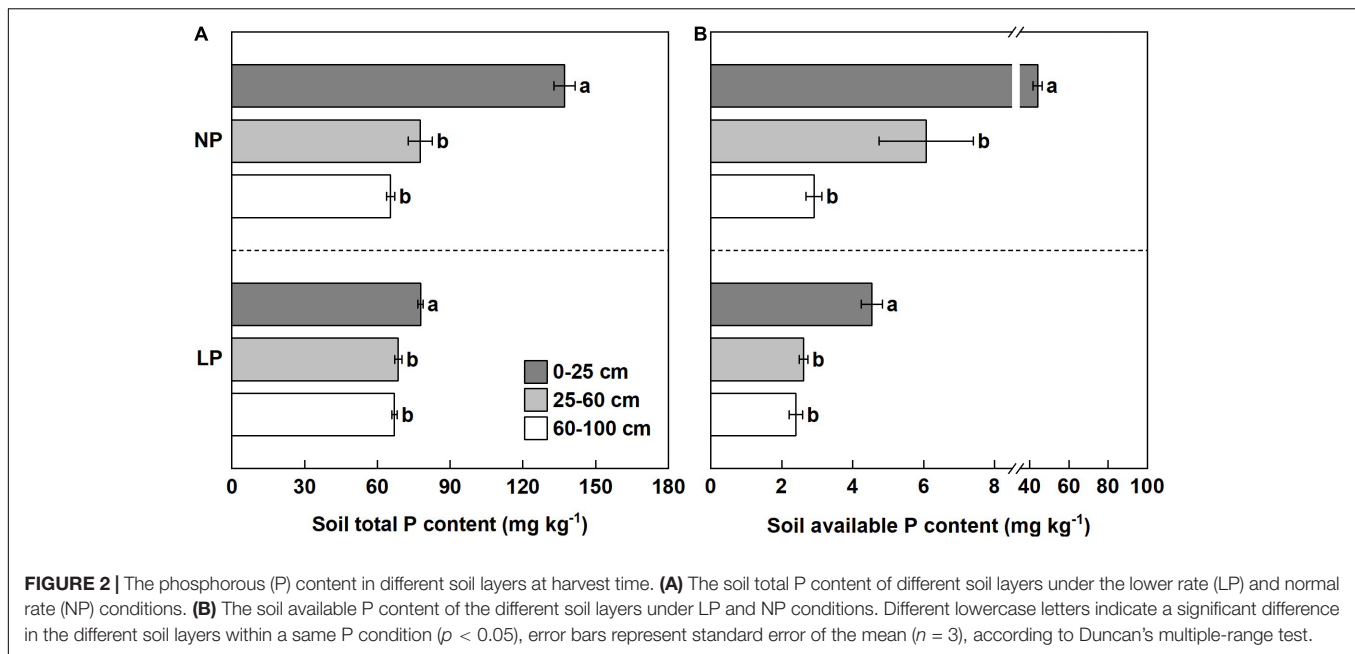 A
B
NP
LP
a
b
b
a
b
b
a
b
b
a
b
b
0-25 cm
25-60 cm
60-100 cm
0 30 60 90 120 150 180
0 2 4 6 8 40 60 80 100
Soil total P content (mg kg⁻¹)
Soil available P content (mg kg⁻¹)
FIGURE 2 | The phosphorous (P) content in different soil layers at harvest time. (A) The soil total P content of different soil layers under the lower rate (LP) and normal
rate (NP) conditions. (B) The soil available P content of the different soil layers under LP and NP conditions. Different lowercase letters indicate a significant difference
in the different soil layers within a same P condition (p < 0.05), error bars represent standard error of the mean (n = 3), according to Duncan's multiple-range test.